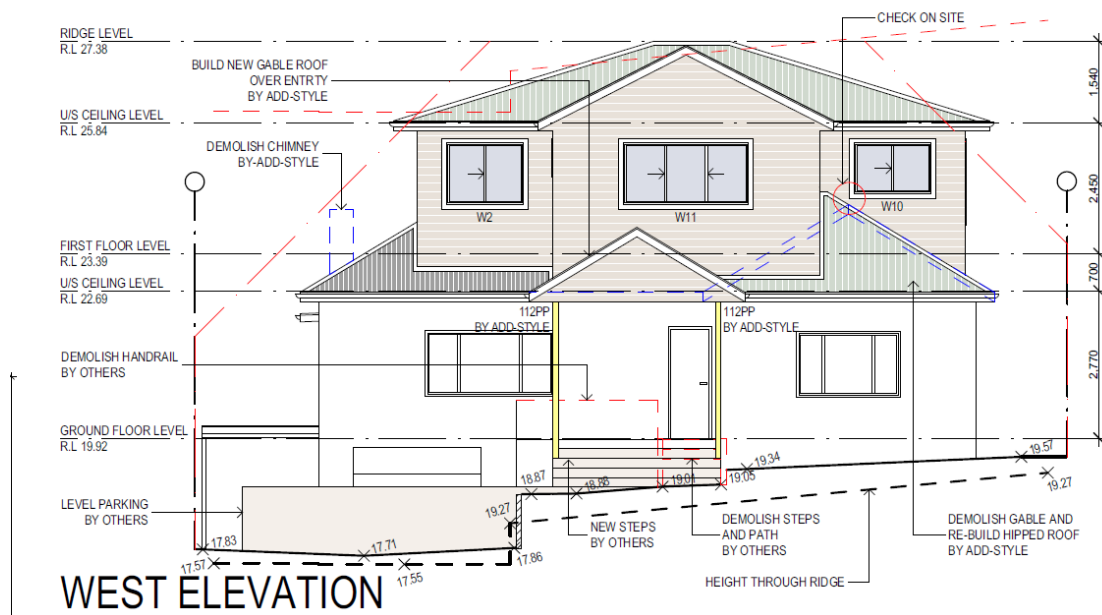 CHECK ON SITE
RIDGE LEVEL
R.L 27.38
BUILD NEW GABLE ROOF
OVER ENTRTY
BY ADD-STYLE
1,540
U/S CEILING LEVEL
R.L 25.84
DEMOLISH CHIMNEY
BY-ADD-STYLE
2,450
W2
W11
W10
FIRST FLOOR LEVEL
R.L 23.39
700
U/S CEILING LEVEL
R.L 22.69
112PP
BY ADD-STYLE
112PP
BY ADD-STYLE
2,770
DEMOLISH HANDRAIL
BY OTHERS
GROUND FLOOR LEVEL
R.L 19.92
19.57
19.34
18.87
18.88
19.01
19.05
19.27
19.27
LEVEL PARKING
BY OTHERS
NEW STEPS
BY OTHERS
DEMOLISH STEPS
AND PATH
BY OTHERS
DEMOLISH GABLE AND
RE-BUILD HIPPED ROOF
BY ADD-STYLE
17.83
17.71
17.86
17.57
17.55
HEIGHT THROUGH RIDGE
WEST ELEVATION